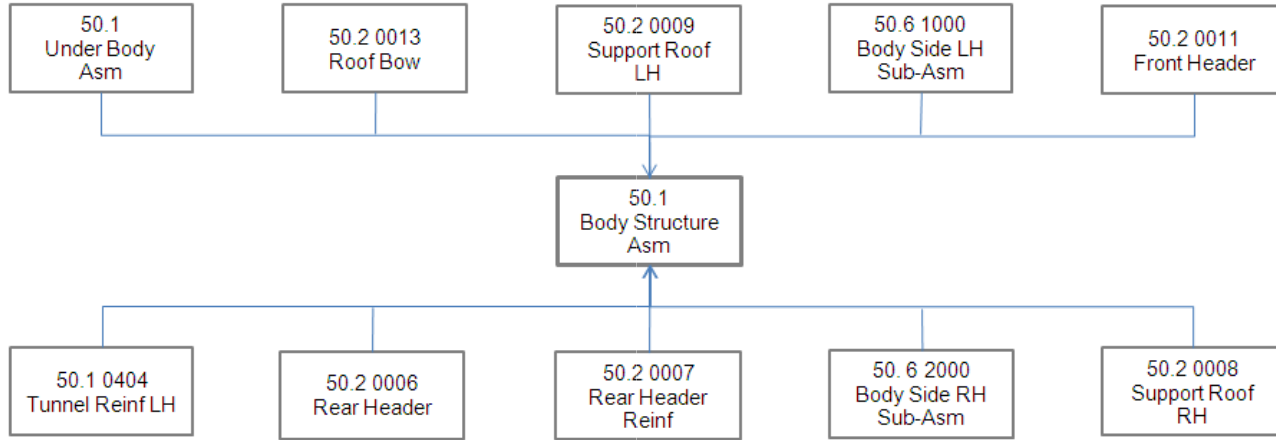 50.1
Under Body
Asm
50.2 0013
Roof Bow
50.2 0009
Support Roof
LH
50.6 1000
Body Side LH
Sub-Asm
50.2 0011
Front Header
50.1
Body Structure
Asm
50.1 0404
Tunnel Reinf LH
50.2 0006
Rear Header
50.2 0007
Rear Header
Reinf
50. 6 2000
Body Side RH
Sub-Asm
50.2 0008
Support Roof
RH